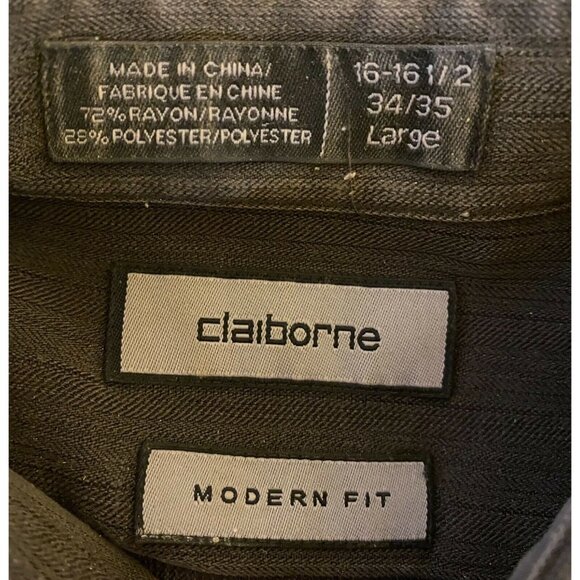 MADE IN CHINA/
FABRIQUE EN CHINE
72% RAYON/RAYONNE
28% POLYESTER/POLYESTER
16-16 1/2
34/35
Large
claiborne
MODERN FIT